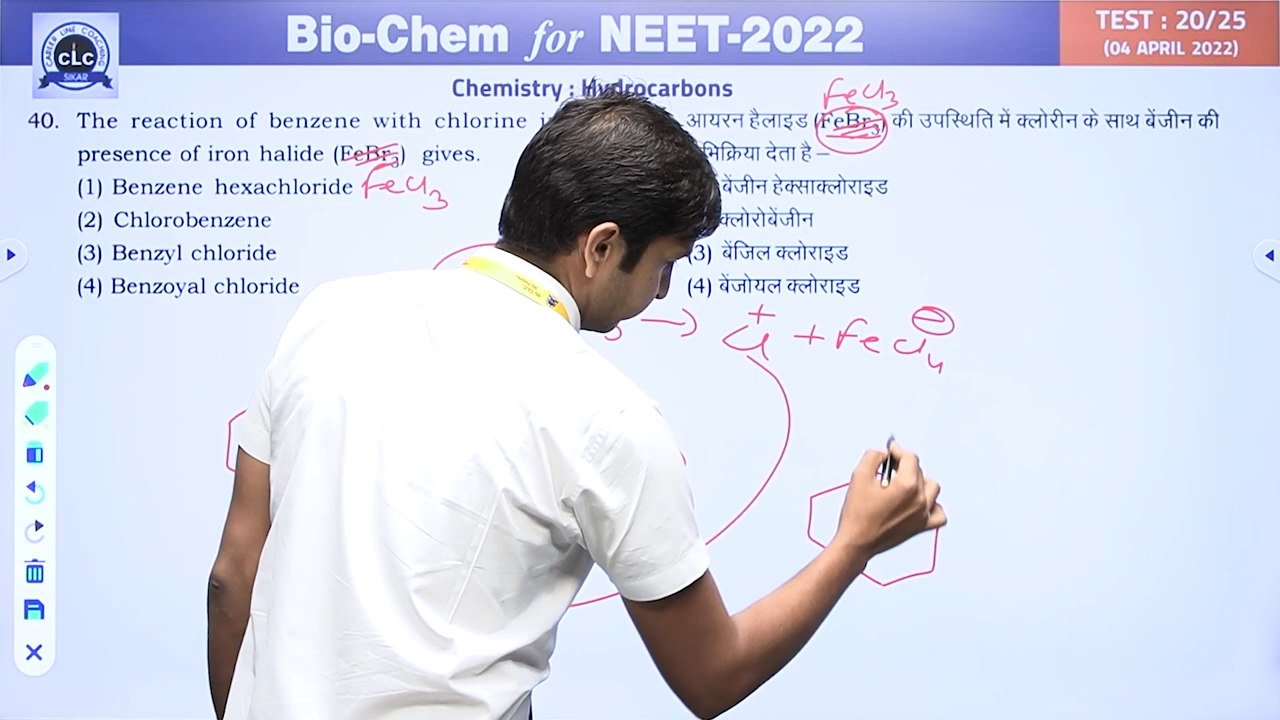 Bio-Chem for NEET-2022
TEST : 20/25
(04 APRIL 2022)
CAREER LINE COACHING
CLC
SIKAR
Chemistry : Hydrocarbons
FeCl3
40. The reaction of benzene with chlorine
presence of iron halide (FeBr3) gives.
FeCl3
(1) Benzene hexachloride
(2) Chlorobenzene
(3) Benzyl chloride
(4) Benzoyal chloride
आयरन हैलाइड (FeBr3) की उपस्थिति में क्लोरीन के साथ बेंजीन की
देता है –
बेंजीन हेक्साक्लोराइड
क्लोरोबेंजीन
(3) बेंजिल क्लोराइड
(4) बेंजोयल क्लोराइड
→ Cl+ + FeCl4⊖